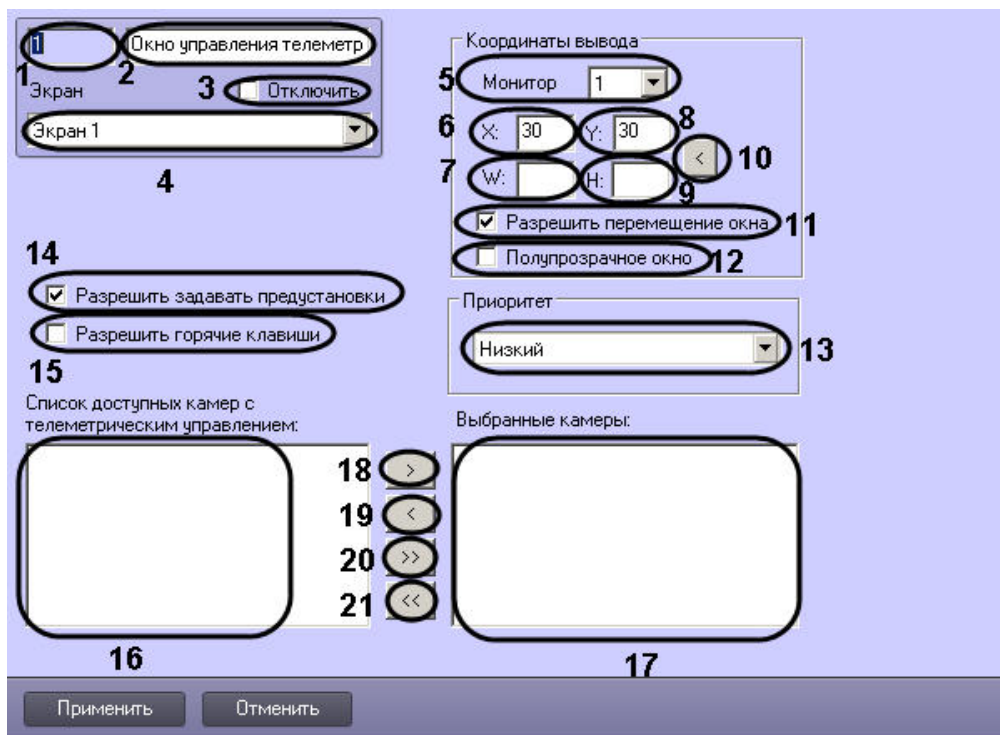 1 Окно управления телеметр
1 2
Экран 3 Отключить
Экран 1
4
Координаты вывода
5 Монитор 1
6 X: 30 Y: 30 8
7 W: H: 9 < 10
Разрешить перемещение окна 11
Полупрозрачное окно 12
14
Разрешить задавать предустановки
Разрешить горячие клавиши
15
Приоритет
Низкий 13
Список доступных камер с
телеметрическим управлением:
Выбранные камеры:
18 >
19 <
20 >>
21 <<
16
17
Применить Отменить